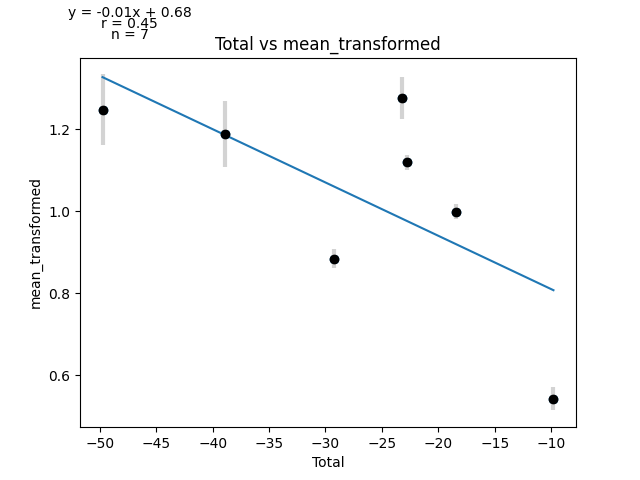 y = -0.01x + 0.68
r = 0.45
n = 7
Total vs mean_transformed
mean_transformed
1.2
1.0
0.8
0.6
−50 −45 −40 −35 −30 −25 −20 −15 −10
Total